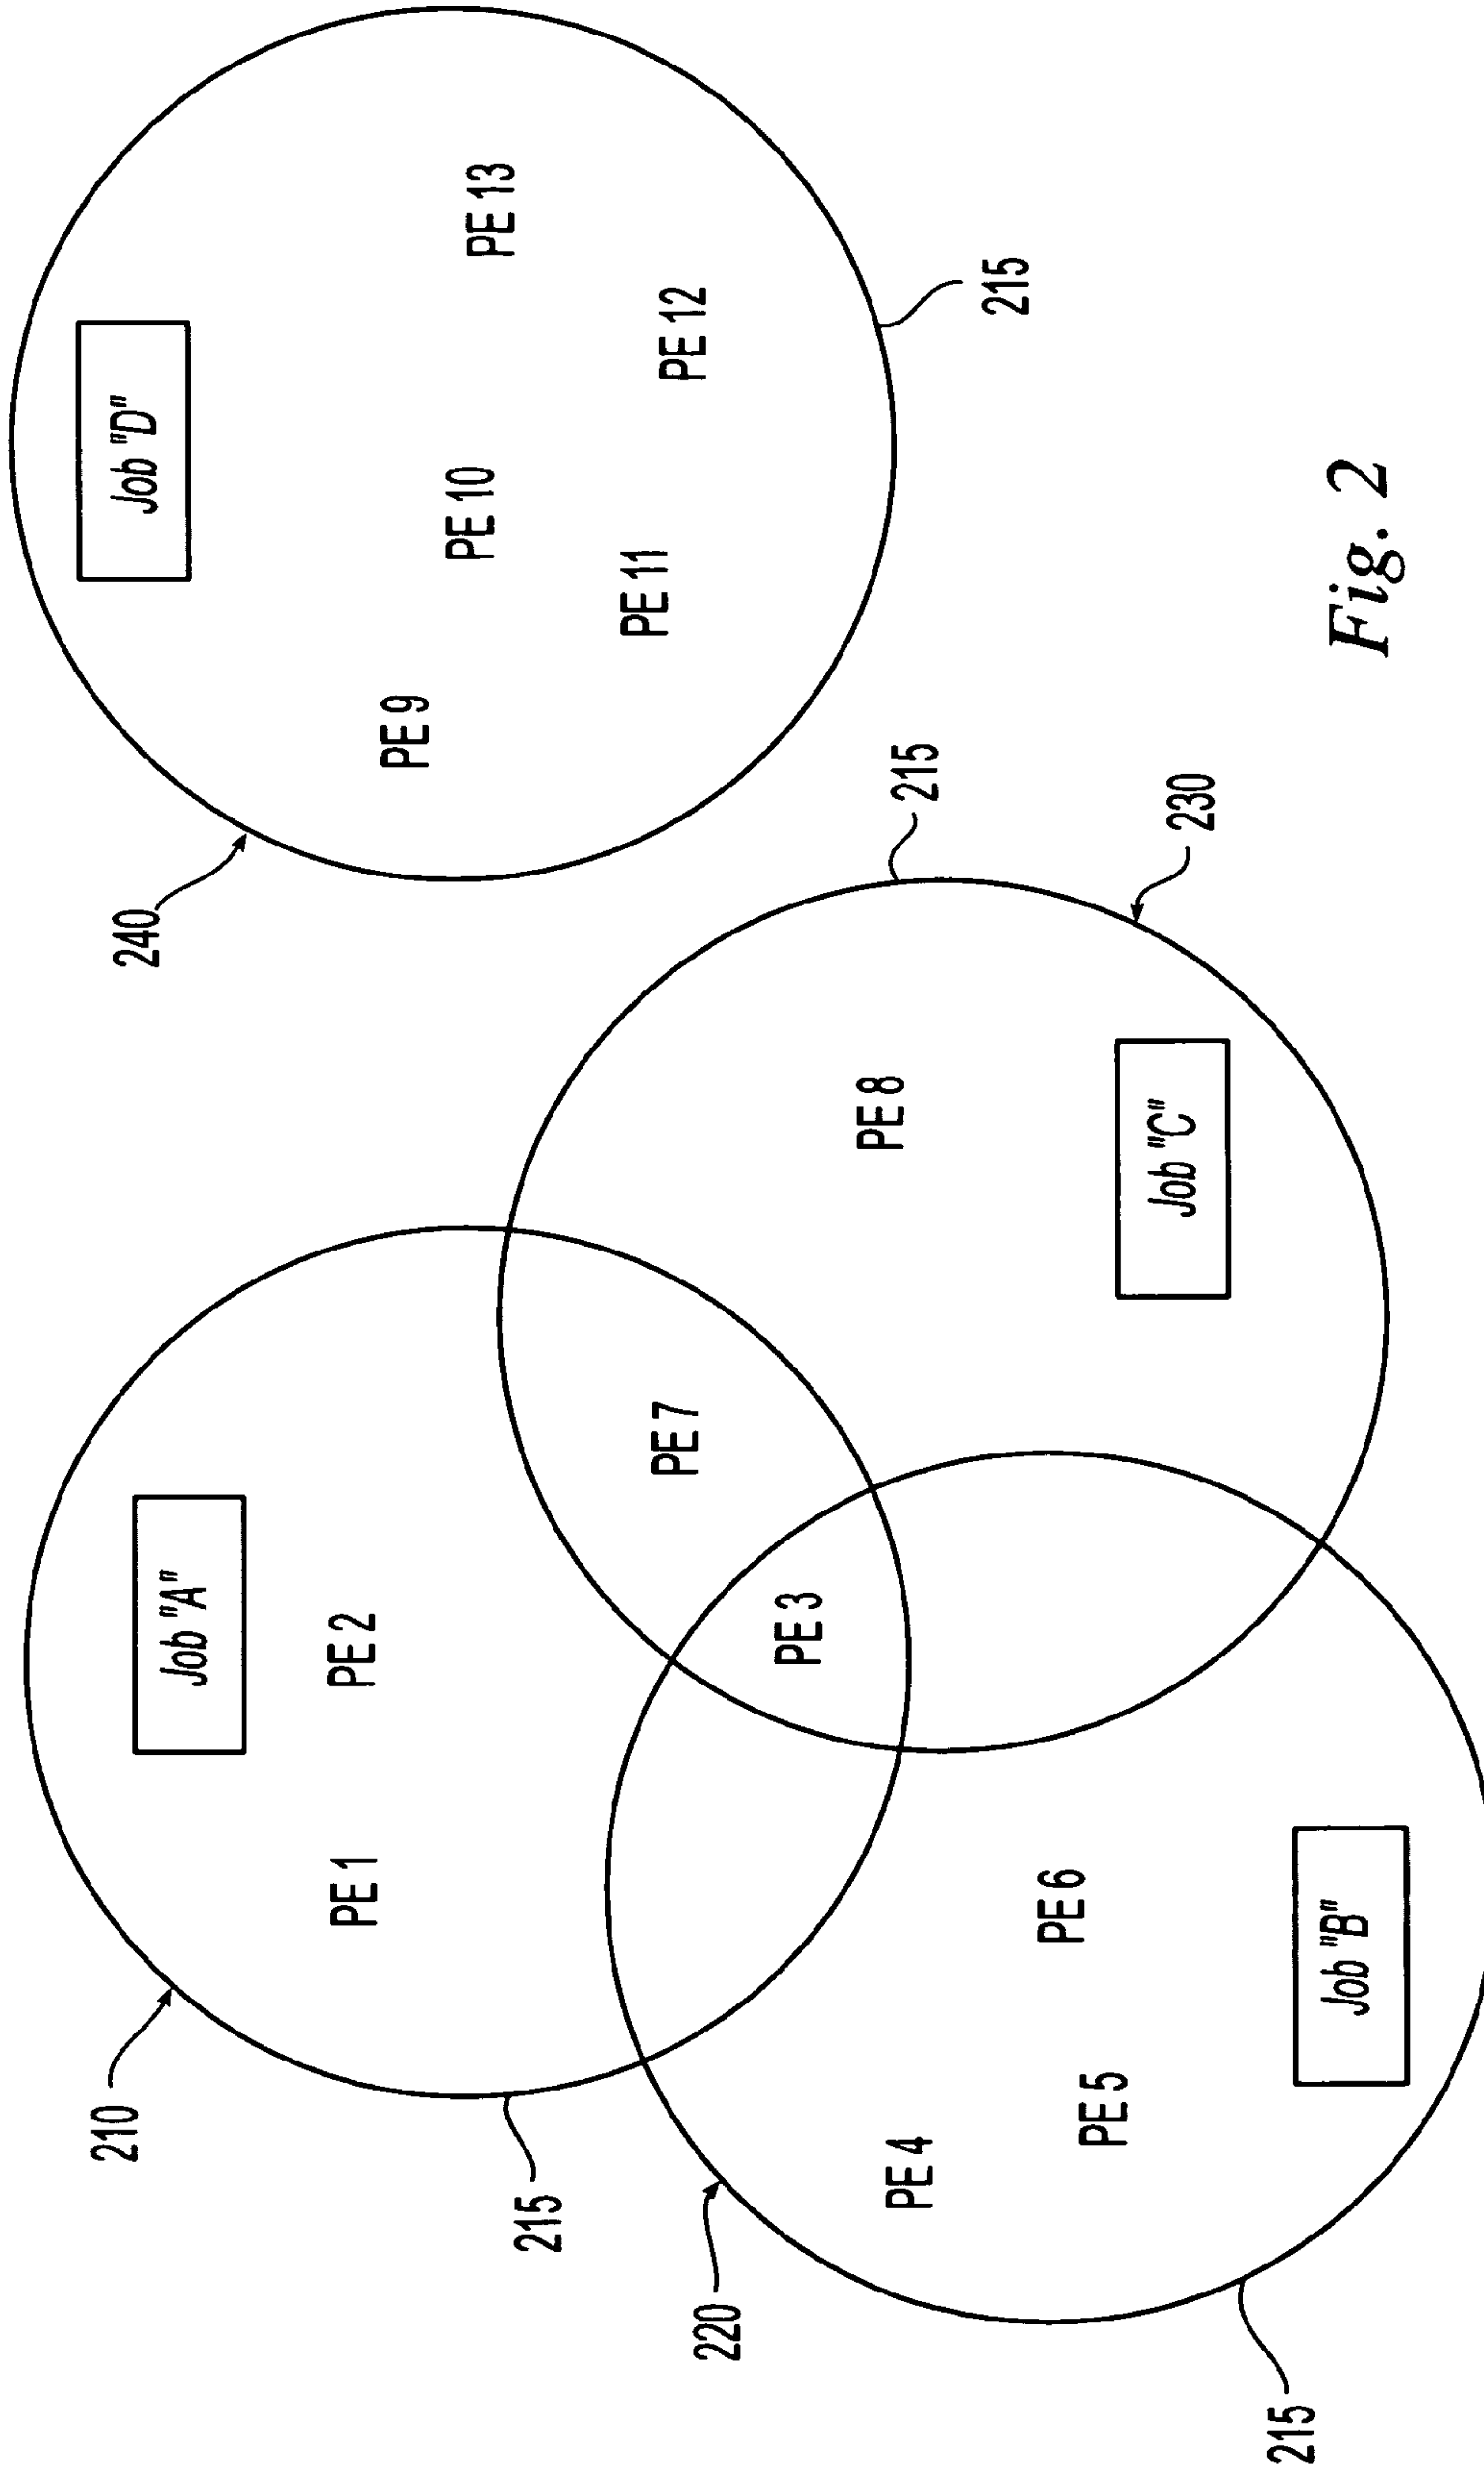 210
215
Job "A"
PE 1
PE 2
PE 7
PE 3
220
215
PE 4
PE 5
PE 6
Job "B"
215
230
PE 8
Job "C"
240
Job "D"
PE 9
PE 10
PE 13
PE 11
PE 12
215
Fig. 2